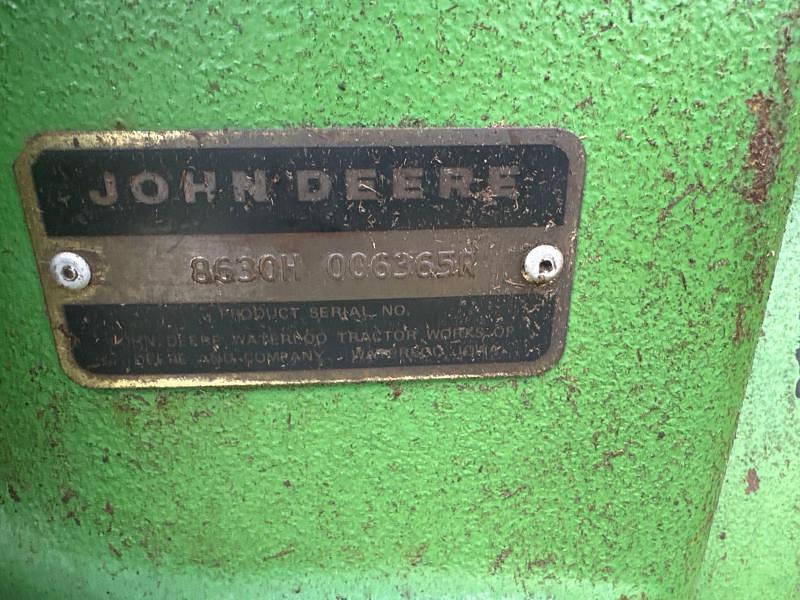 JOHN DEERE
8630H 006365R
PRODUCT SERIAL NO.
JOHN DEERE WATERLOO TRACTOR WORKS OF
DEERE AND COMPANY WATERLOO IOWA